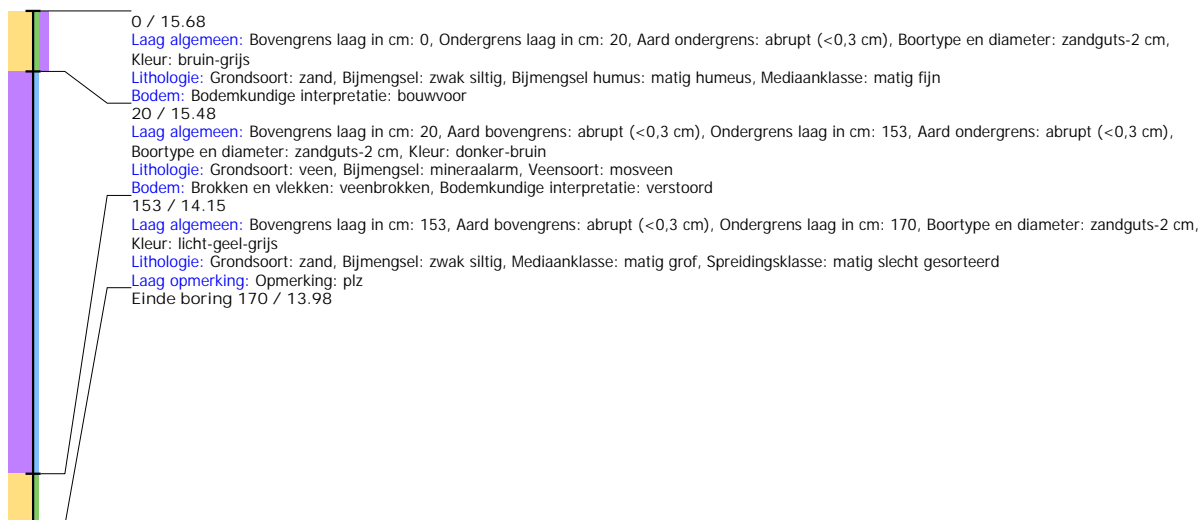 0 / 15.68
Laag algemeen: Bovengrens laag in cm: 0, Ondergrens laag in cm: 20, Aard ondergrens: abrupt (<0,3 cm), Boortype en diameter: zandguts-2 cm,
Kleur: bruin-grijs
Lithologie: Grondsoort: zand, Bijmengsel: zwak siltig, Bijmengsel humus: matig humeus, Mediaanklasse: matig fijn
Bodem: Bodemkundige interpretatie: bouwvoor
20 / 15.48
Laag algemeen: Bovengrens laag in cm: 20, Aard bovengrens: abrupt (<0,3 cm), Ondergrens laag in cm: 153, Aard ondergrens: abrupt (<0,3 cm),
Boortype en diameter: zandguts-2 cm, Kleur: donker-bruin
Lithologie: Grondsoort: veen, Bijmengsel: mineraalarm, Veensoort: mosveen
Bodem: Brokken en vlekken: veenbrokken, Bodemkundige interpretatie: verstoord
153 / 14.15
Laag algemeen: Bovengrens laag in cm: 153, Aard bovengrens: abrupt (<0,3 cm), Ondergrens laag in cm: 170, Boortype en diameter: zandguts-2 cm,
Kleur: licht-geel-grijs
Lithologie: Grondsoort: zand, Bijmengsel: zwak siltig, Mediaanklasse: matig grof, Spreidingsklasse: matig slecht gesorteerd
Laag opmerking: Opmerking: plz
Einde boring 170 / 13.98